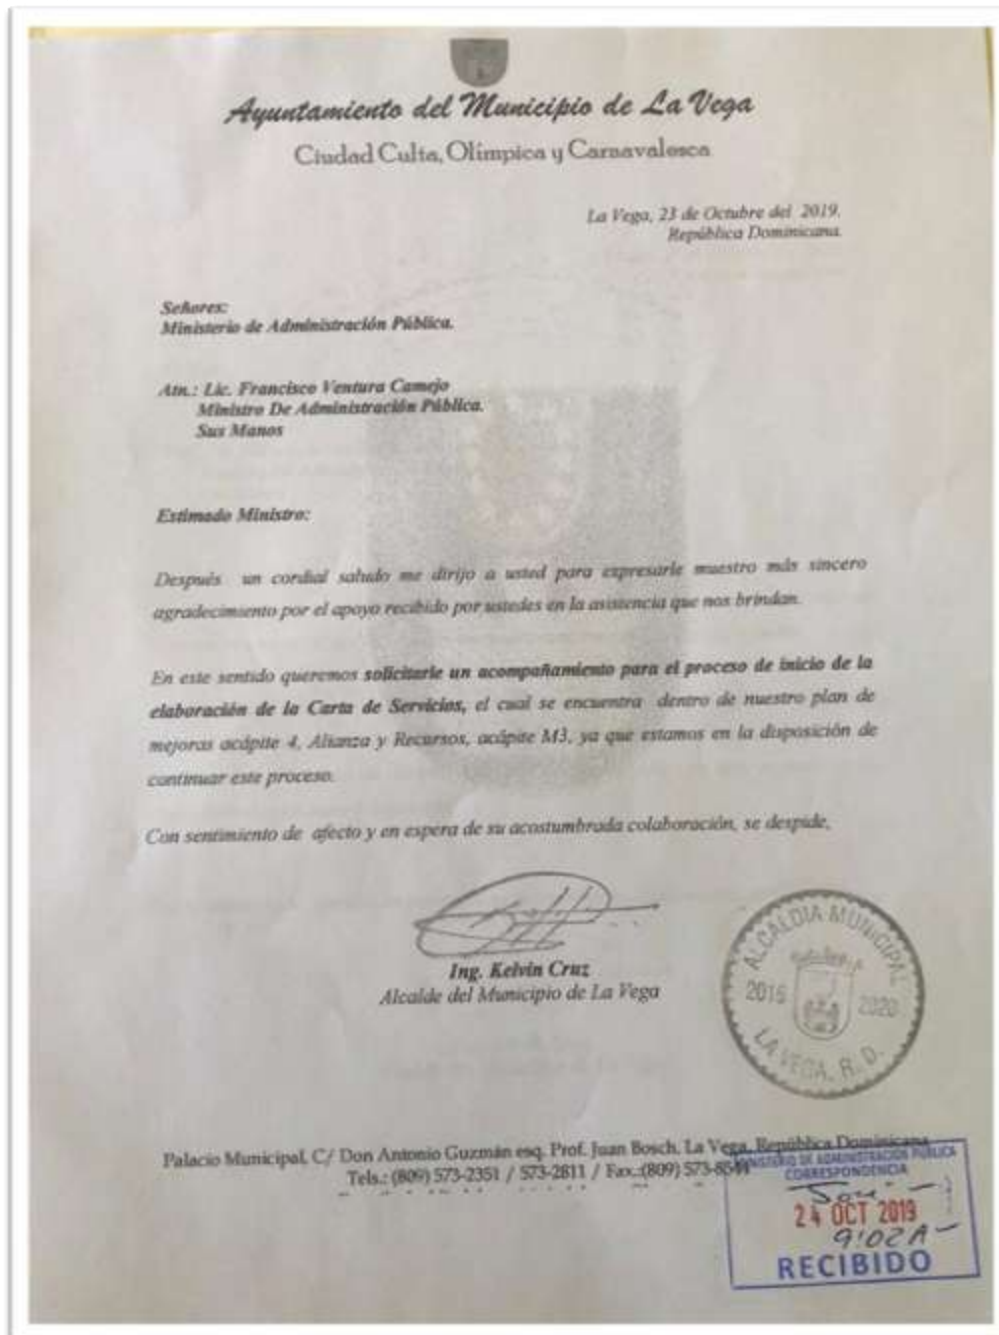 Ayuntamiento del Municipio de La Vega
Ciudad Culta, Olímpica y Carnavalesca
La Vega, 23 de Octubre del 2019.
República Dominicana.
Señores:
Ministerio de Administración Pública.
Atn.: Lic. Francisco Ventura Camejo
Ministro De Administración Pública.
Sus Manos
Estimado Ministro:
Después un cordial saludo me dirijo a usted para expresarle nuestro más sincero
agradecimiento por el apoyo recibido por ustedes en la asistencia que nos brindan.
En este sentido queremos solicitarle un acompañamiento para el proceso de inicio de la
elaboración de la Carta de Servicios, el cual se encuentra dentro de nuestro plan de
mejoras acápite 4, Alianza y Recursos, acápite M3, ya que estamos en la disposición de
continuar este proceso.
Con sentimiento de afecto y en espera de su acostumbrada colaboración, se despide,
Ing. Kelvin Cruz
Alcalde del Municipio de La Vega
ALCALDIA MUNICIPAL
2016 2020
LA VEGA, R. D.
Palacio Municipal, C/ Don Antonio Guzmán esq. Prof. Juan Bosch, La Vega, República Dominicana
Tels.: (809) 573-2351 / 573-2811 / Fax.:(809)
MINISTERIO DE ADMINISTRACION PUBLICA
CORRESPONDENCIA
24 OCT 2019
9:02A
RECIBIDO